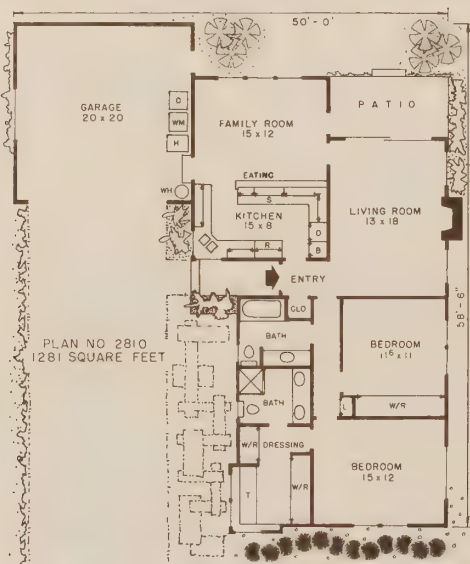 50'-0"
GARAGE
20 x 20
D
WM
H
WH
FAMILY ROOM
15 x 12
PATIO
EATING
S
KITCHEN
15 x 8
R
O
B
LIVING ROOM
13 x 18
ENTRY
CLO
58'-6"
PLAN NO 2810
1281 SQUARE FEET
BATH
BEDROOM
11⁶ x 11
BATH
L
W/R
W/R
DRESSING
T
W/R
BEDROOM
15 x 12